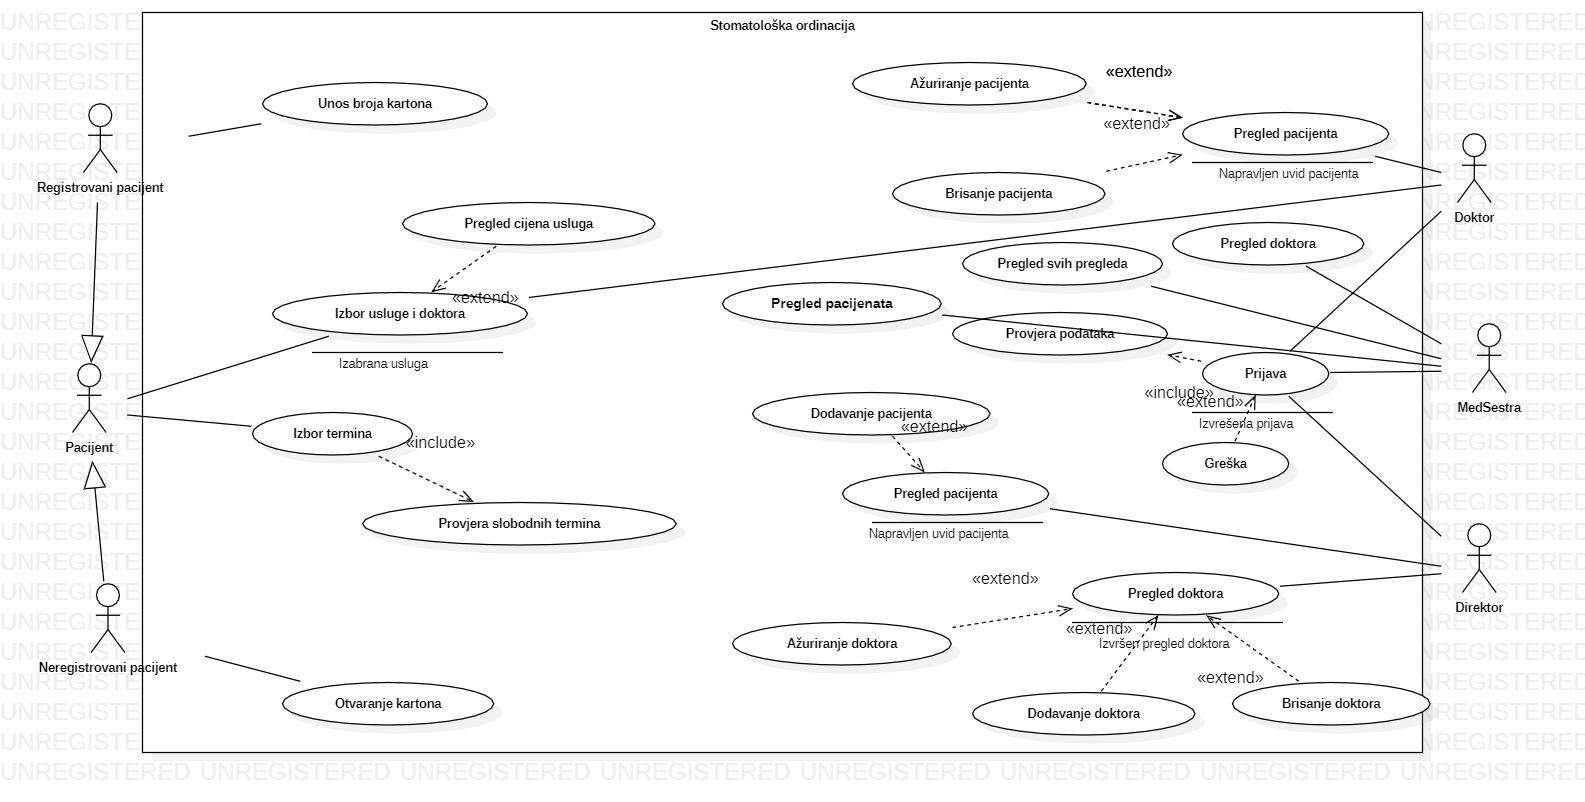 Stomatološka ordinacija
Ažuriranje pacijenta
«extend»
Unos broja kartona
«extend»
Pregled pacijenta
Napravljen uvid pacijenta
Registrovani pacijent
Brisanje pacijenta
Doktor
Pregled cijena usluga
Pregled doktora
Pregled svih pregleda
«extend»
Pregled pacijenata
Izbor usluge i doktora
Provjera podataka
Izabrana usluga
Prijava
«include»
«extend»
MedSestra
Dodavanje pacijenta
«extend»
Izvrešena prijava
Izbor termina
«include»
Pacijent
Greška
Pregled pacijenta
Provjera slobodnih termina
Napravljen uvid pacijenta
«extend»
Pregled doktora
Direktor
«extend»
Ažuriranje doktora
Izvršen pregled doktora
Neregistrovani pacijent
«extend»
Otvaranje kartona
Dodavanje doktora
Brisanje doktora
UNREGISTERED UNREGISTERED UNREGISTERED UNREGISTERED UNREGISTERED UNREGISTERED UNREGISTERED UNREGISTERED